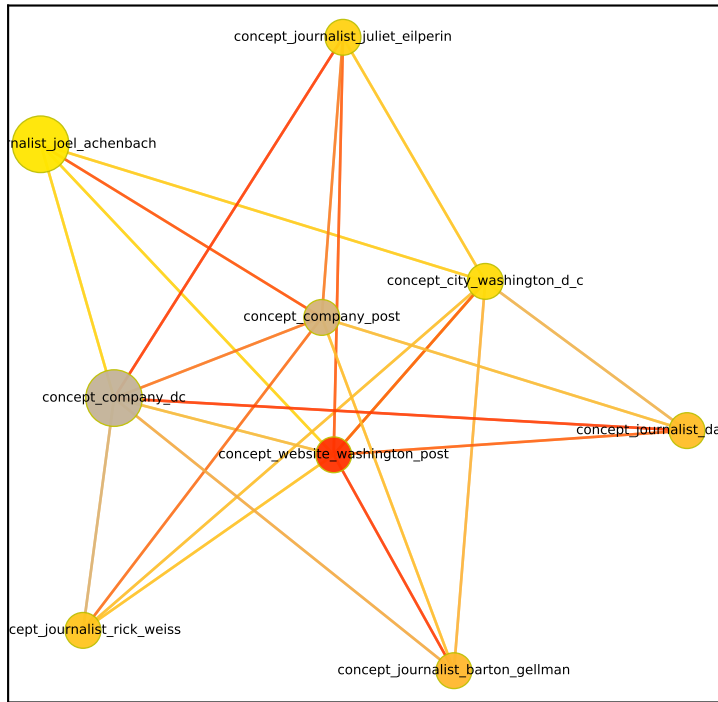 concept_journalist_juliet_eilperin
nalist_joel_achenbach
concept_city_washington_d_c
concept_company_post
concept_company_dc
concept_journalist_da
concept_website_washington_post
cept_journalist_rick_weiss
concept_journalist_barton_gellman